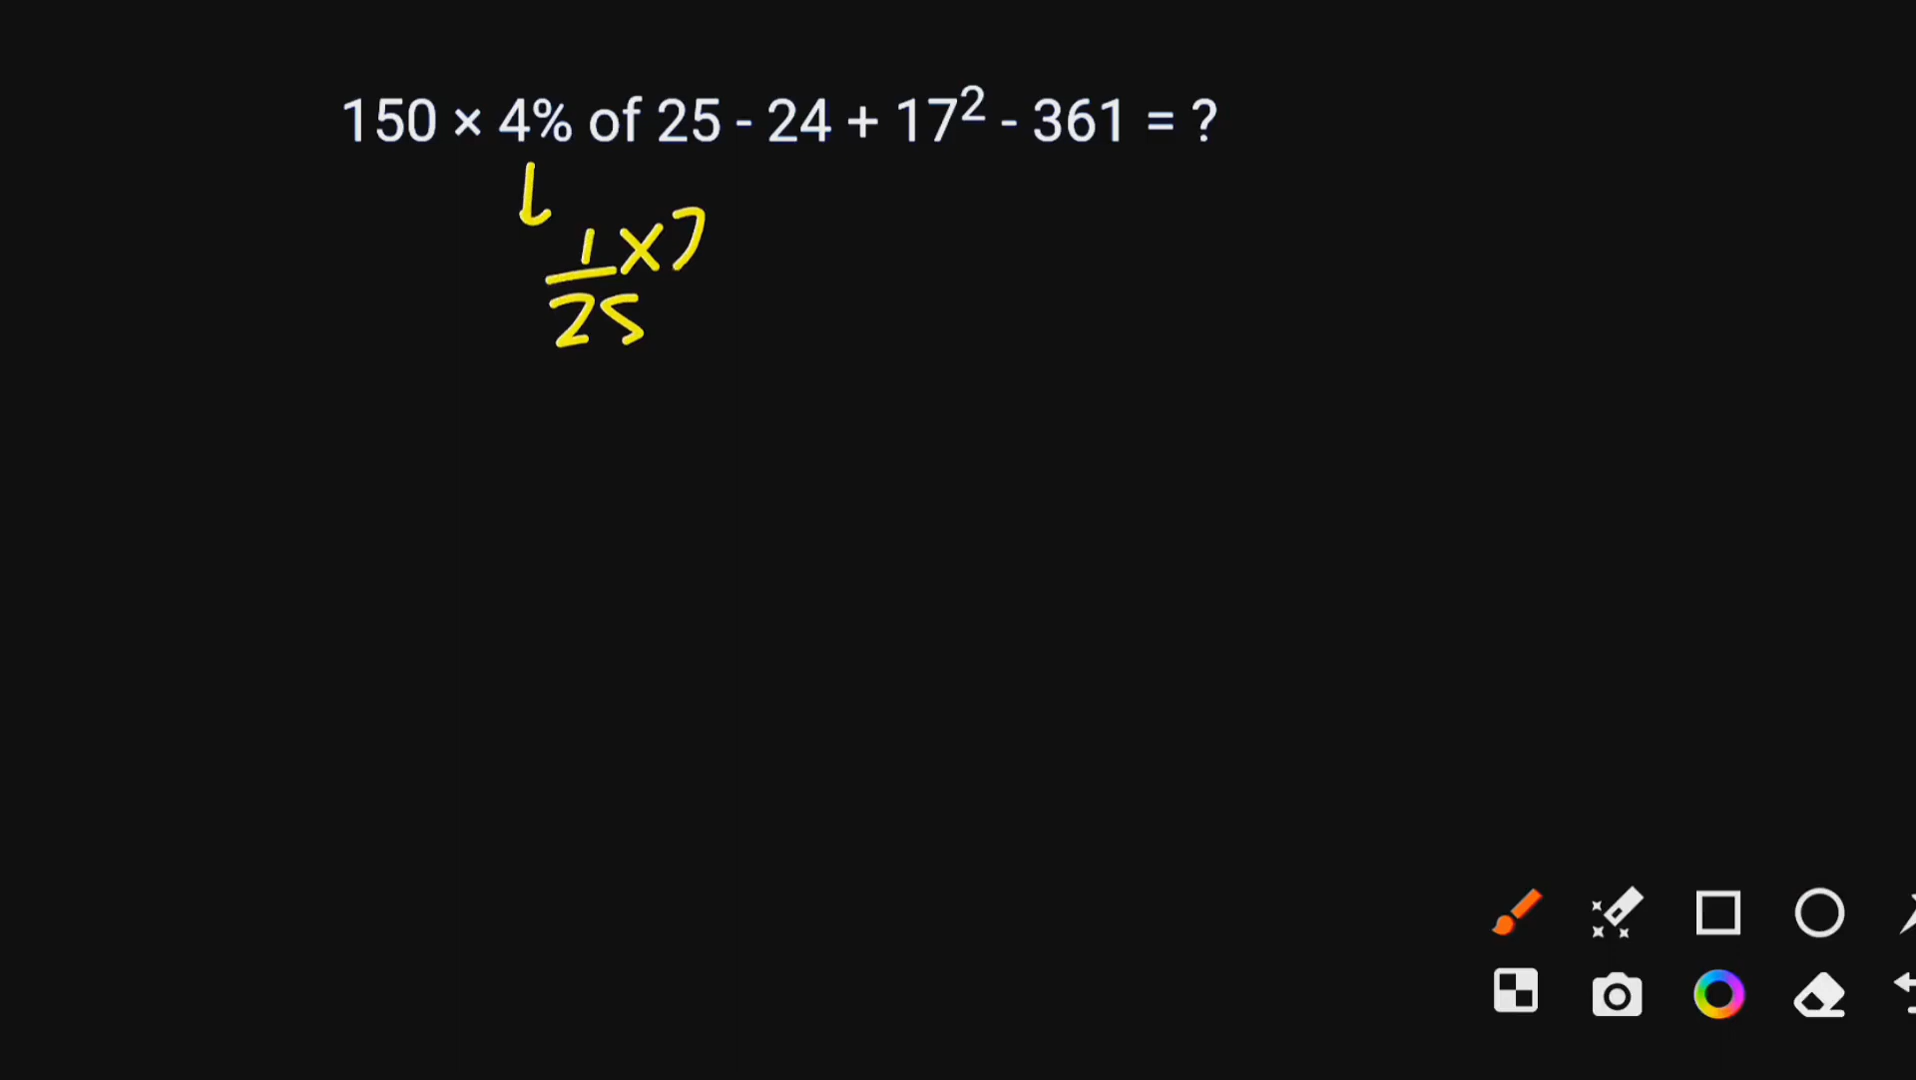 150 × 4% of 25 - 24 + 17² - 361 = ?
1 ×
25